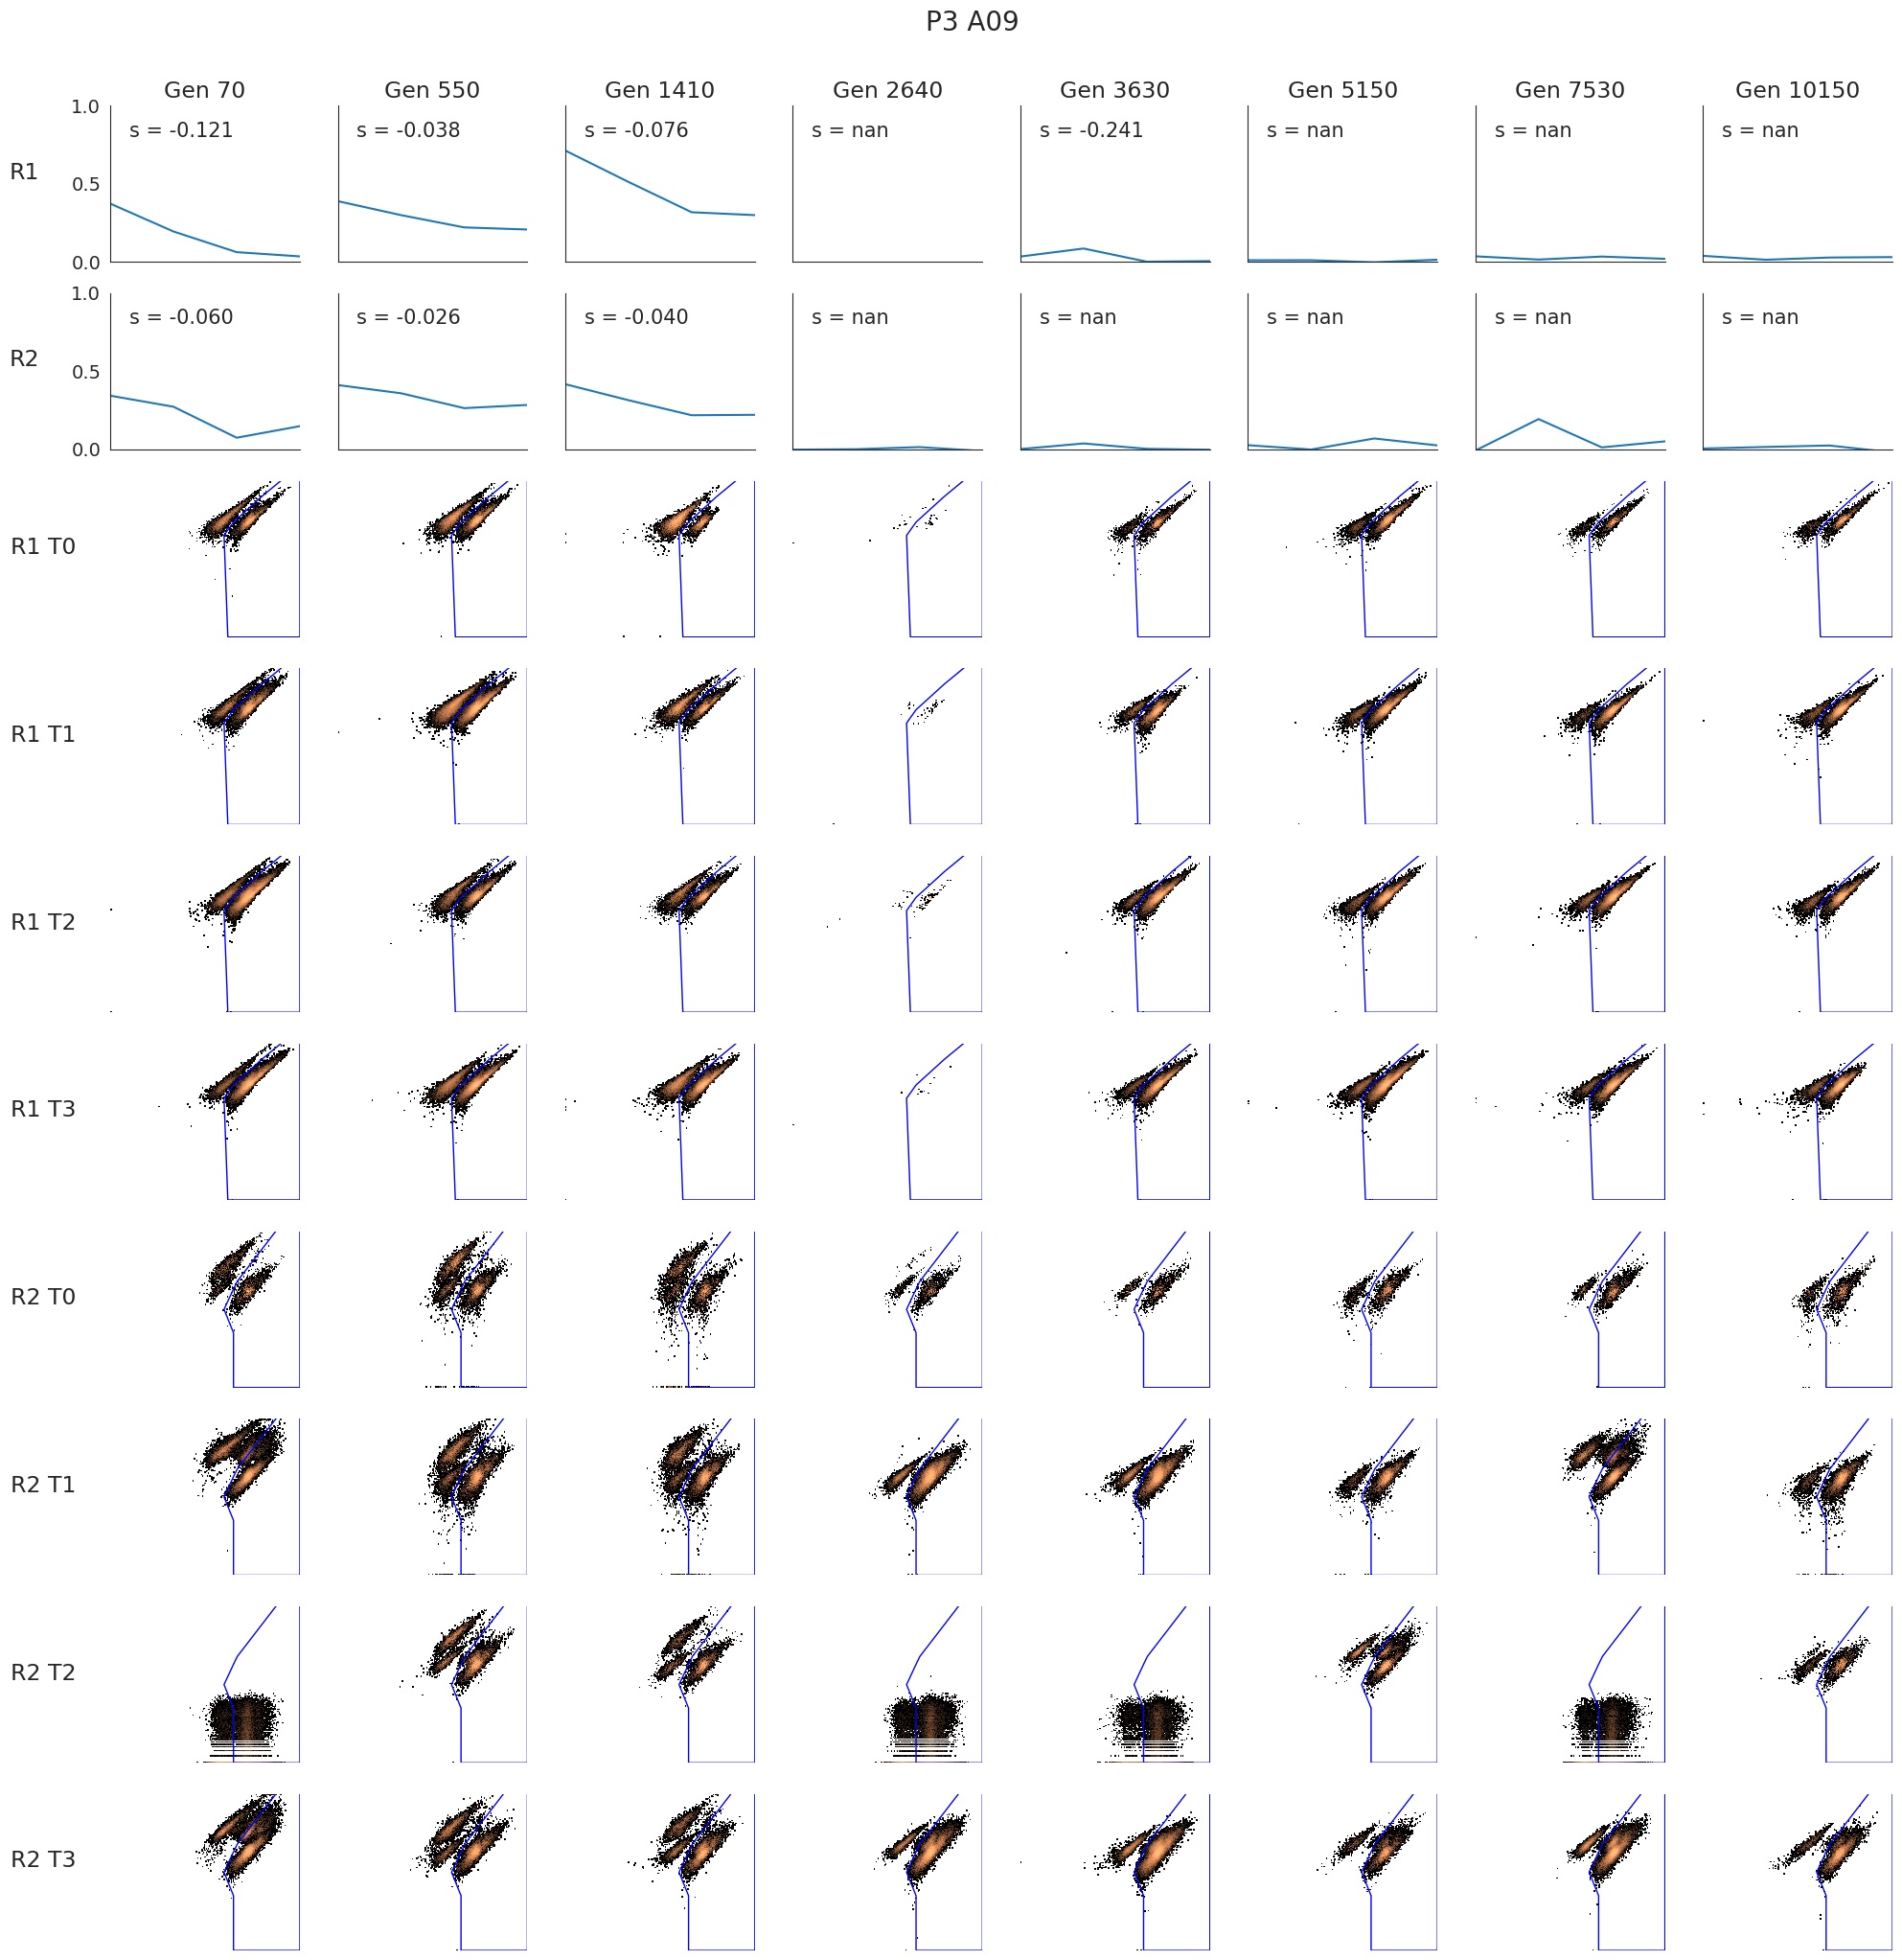 P3 A09
Gen 70 Gen 550 Gen 1410 Gen 2640 Gen 3630 Gen 5150 Gen 7530 Gen 10150
1.0
s = -0.121 s = -0.038 s = -0.076 s = nan s = -0.241 s = nan s = nan s = nan
R1
0.5
0.0
1.0
s = -0.060 s = -0.026 s = -0.040 s = nan s = nan s = nan s = nan s = nan
R2
0.5
0.0
R1 T0
R1 T1
R1 T2
R1 T3
R2 T0
R2 T1
R2 T2
R2 T3